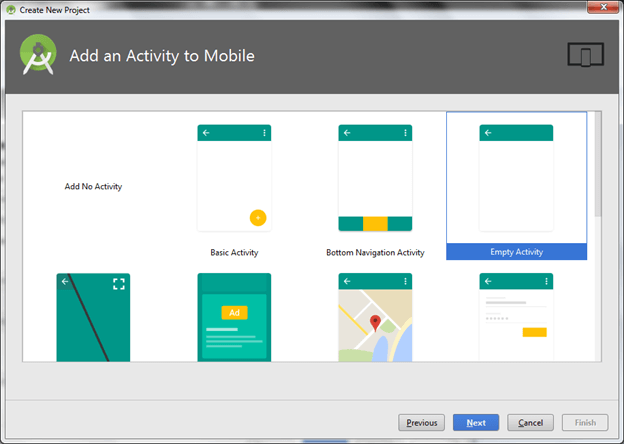 Create New Project
Add an Activity to Mobile
Add No Activity
Basic Activity
Bottom Navigation Activity
Empty Activity
Ad
Previous
Next
Cancel
Finish